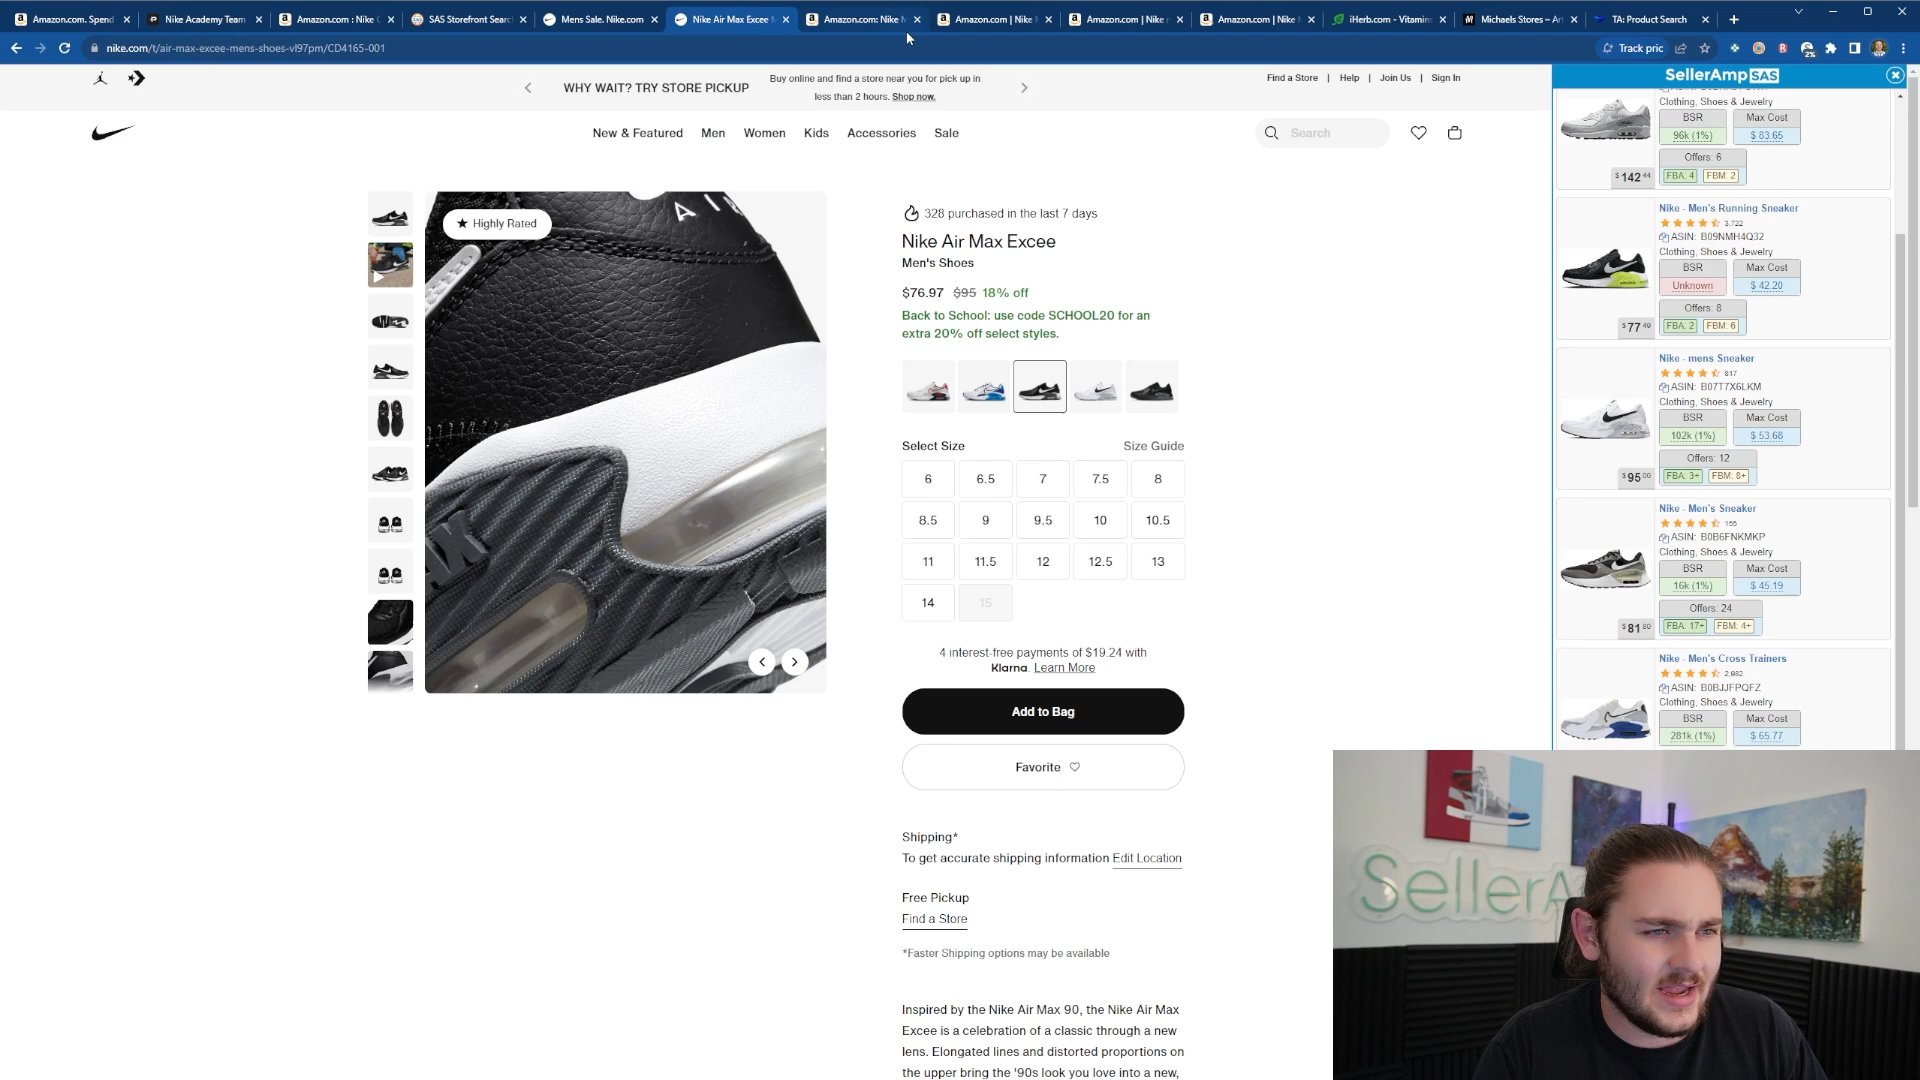 Amazon.com. Spend
Nike Academy Team
Amazon.com : Nike
SAS Storefront Searc
Mens Sale. Nike.com
Nike Air Max Excee
Amazon.com: Nike
Amazon.com | Nike
Amazon.com | Nike
Amazon.com | Nike
iHerb.com - Vitamins
Michaels Stores – Art
TA: Product Search
nike.com/t/air-max-excee-mens-shoes-vl97pm/CD4165-001
Track pric
2%
WHY WAIT? TRY STORE PICKUP
Buy online and find a store near you for pick up in
less than 2 hours. Shop now.
Find a Store | Help | Join Us | Sign In
New & Featured Men Women Kids Accessories Sale
Search
★ Highly Rated
328 purchased in the last 7 days
Nike Air Max Excee
Men's Shoes
$76.97 $95 18% off
Back to School: use code SCHOOL20 for an
extra 20% off select styles.
Select Size Size Guide
6 6.5 7 7.5 8
8.5 9 9.5 10 10.5
11 11.5 12 12.5 13
14 15
4 interest-free payments of $19.24 with
Klarna. Learn More
Add to Bag
Favorite
Shipping*
To get accurate shipping information Edit Location
Free Pickup
Find a Store
*Faster Shipping options may be available
Inspired by the Nike Air Max 90, the Nike Air Max
Excee is a celebration of a classic through a new
lens. Elongated lines and distorted proportions on
the upper bring the '90s look you love into a new,
SellerAmp SAS
Clothing, Shoes & Jewelry
BSR Max Cost
96k (1%) $ 83.65
Offers: 6
$ 142 44 FBA: 4 FBM: 2
Nike - Men's Running Sneaker
3,722
ASIN: B09NMH4Q32
Clothing, Shoes & Jewelry
BSR Max Cost
Unknown $ 42.20
Offers: 8
$ 77 49 FBA: 2 FBM: 6
Nike - mens Sneaker
817
ASIN: B07T7X6LKM
Clothing, Shoes & Jewelry
BSR Max Cost
102k (1%) $ 53.68
Offers: 12
$ 95 00 FBA: 3+ FBM: 8+
Nike - Men's Sneaker
155
ASIN: B0B6FNKMKP
Clothing, Shoes & Jewelry
BSR Max Cost
16k (1%) $ 45.19
Offers: 24
$ 81 80 FBA: 17+ FBM: 4+
Nike - Men's Cross Trainers
2,982
ASIN: B0BJJFPQFZ
Clothing, Shoes & Jewelry
BSR Max Cost
281k (1%) $ 65.77
SellerA